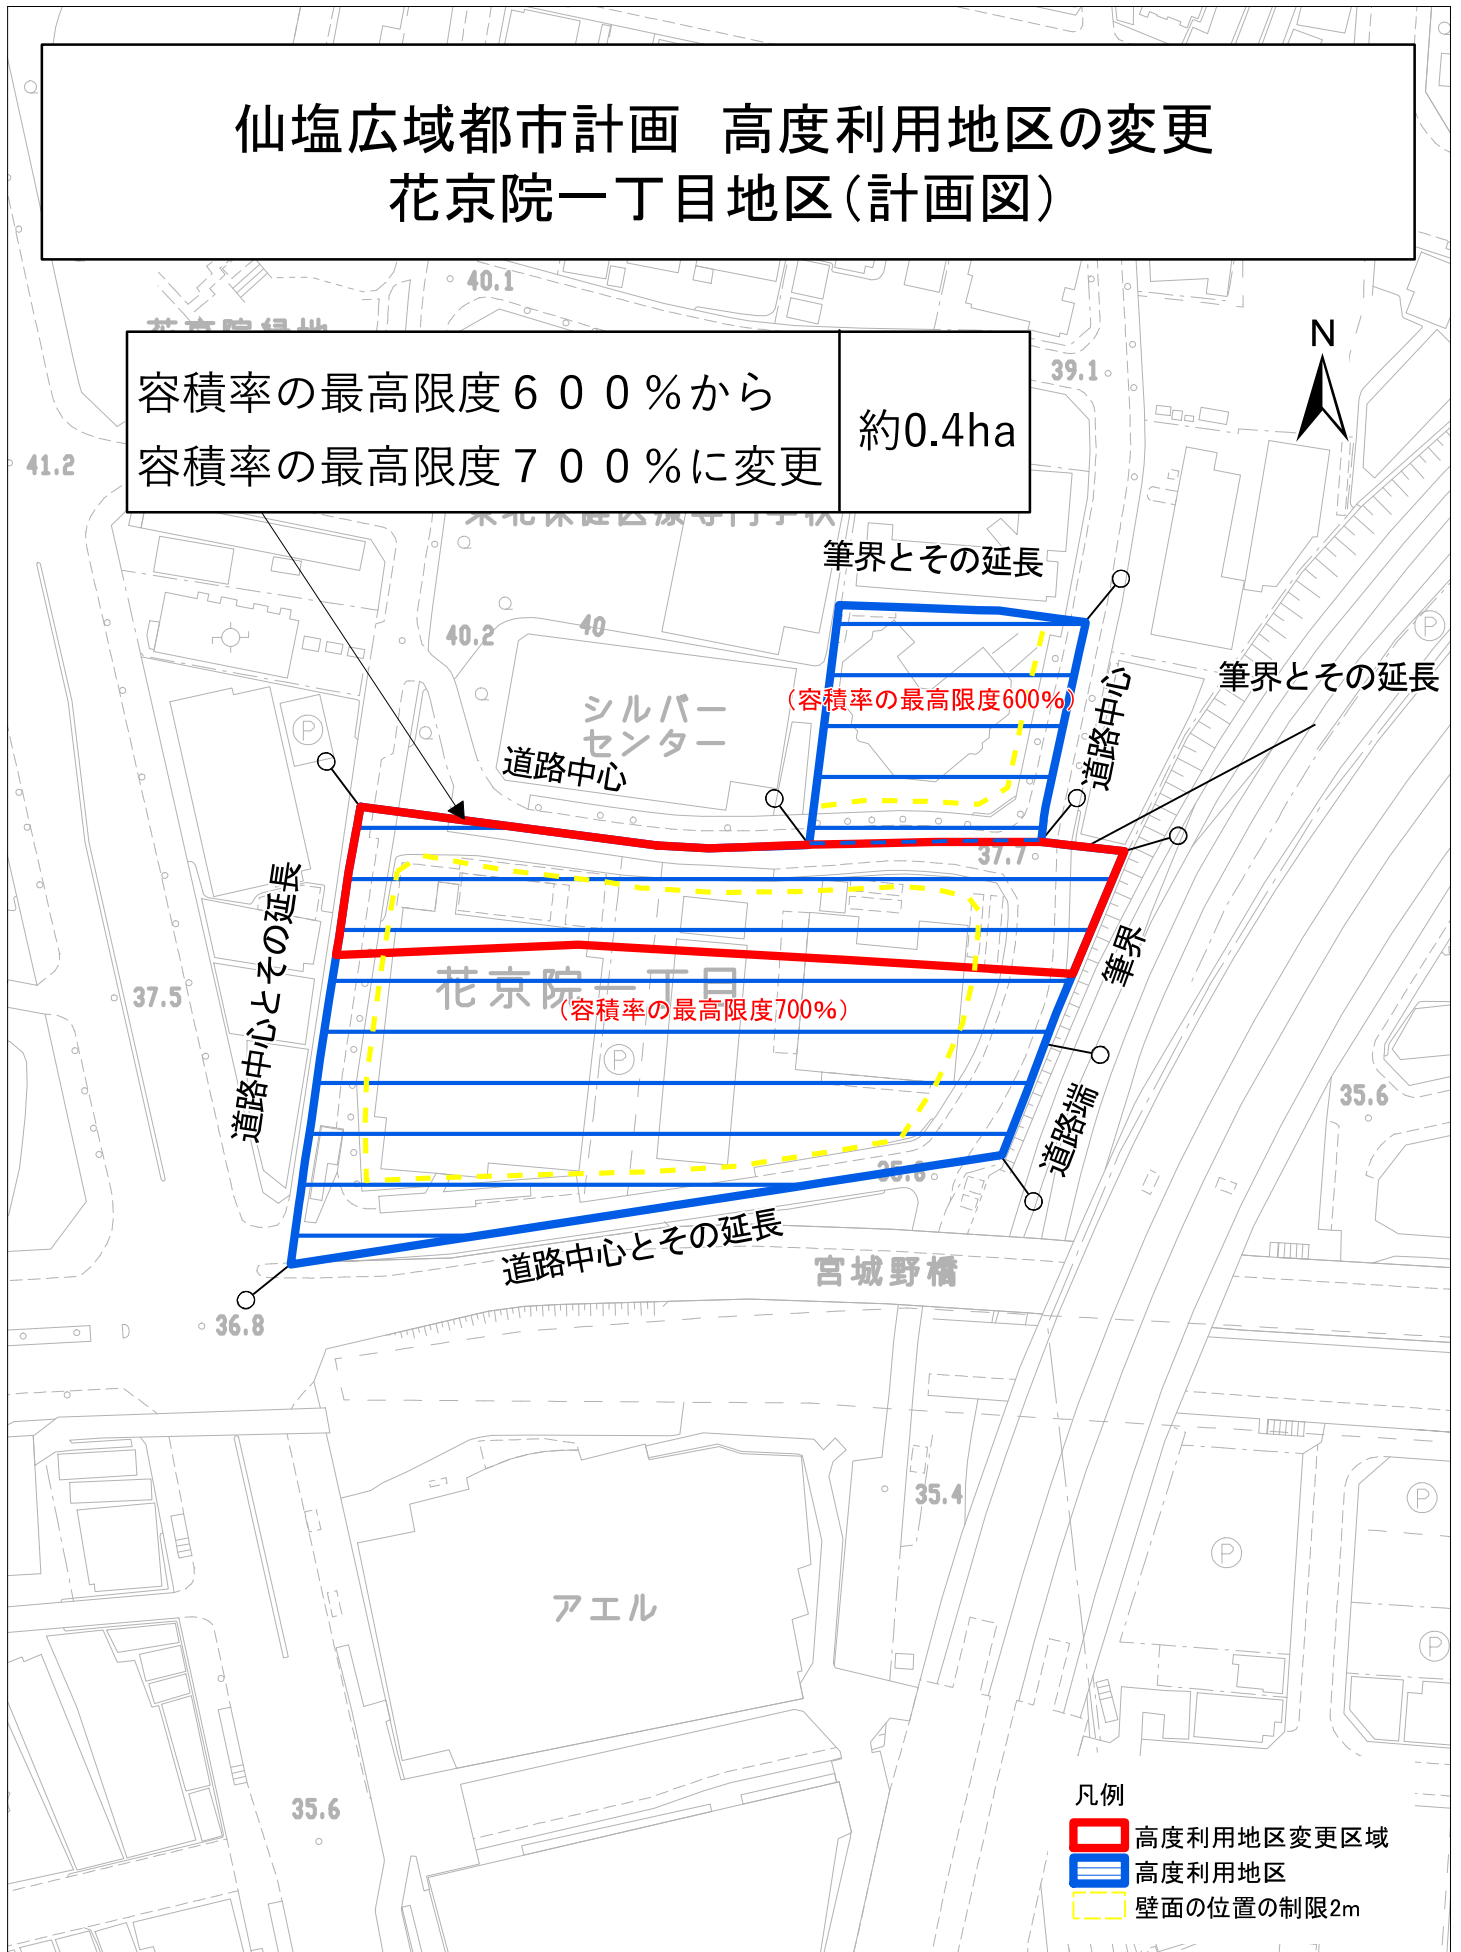 仙塩広域都市計画　高度利用地区の変更
花京院一丁目地区（計画図）
40.1
N
39.1
容積率の最高限度６００％から
容積率の最高限度７００％に変更
約0.4ha
41.2
筆界とその延長
40.2
40
筆界とその延長
シルバー
センター
（容積率の最高限度600%）
道路中心
道路中心
37.7
道路中心とその延長
筆界
37.5
花京院一丁目
（容積率の最高限度700%）
道路端
35.6
道路中心とその延長
宮城野橋
36.8
35.4
アエル
35.6
凡例
高度利用地区変更区域
高度利用地区
壁面の位置の制限2m
P
P
P
P
P
P